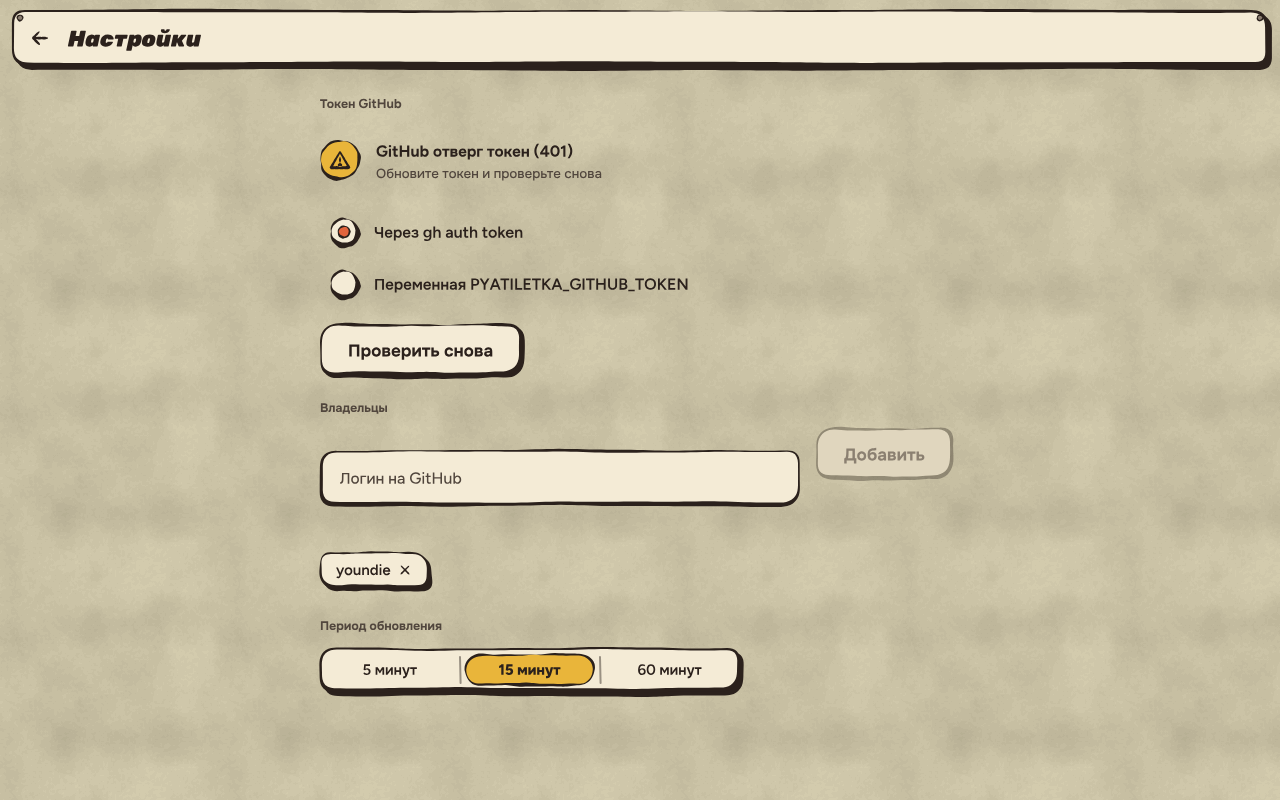 Настройки
Токен GitHub
GitHub отверг токен (401)
Обновите токен и проверьте снова
Через gh auth token
Переменная PYATILETKA_GITHUB_TOKEN
Проверить снова
Владельцы
Логин на GitHub
Добавить
youndie ×
Период обновления
5 минут
15 минут
60 минут